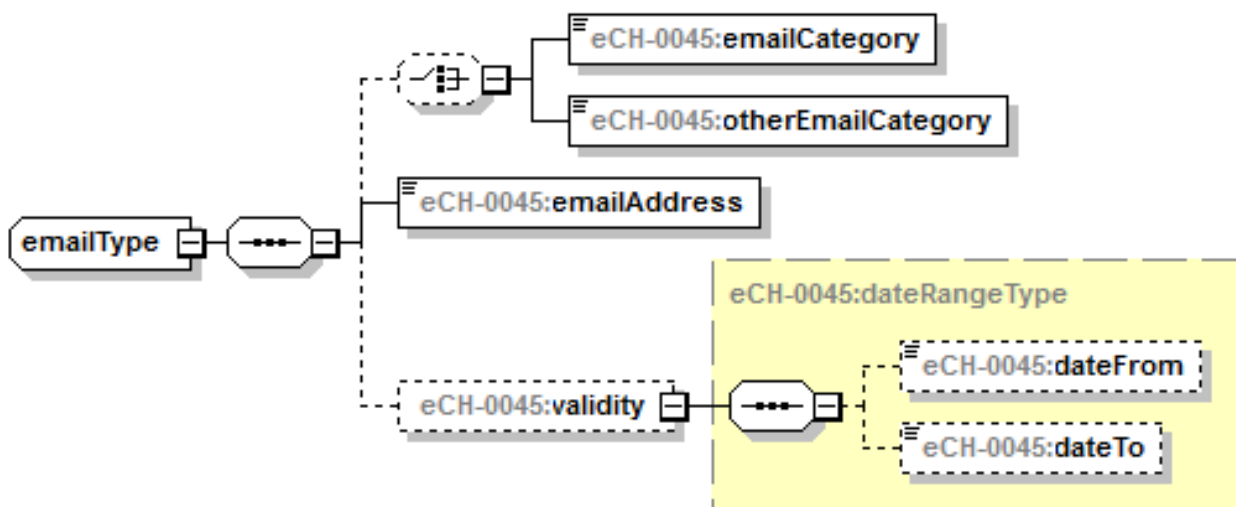 eCH-0045:emailCategory
eCH-0045:otherEmailCategory
eCH-0045:emailAddress
emailType
eCH-0045:dateRangeType
eCH-0045:dateFrom
eCH-0045:validity
eCH-0045:dateTo